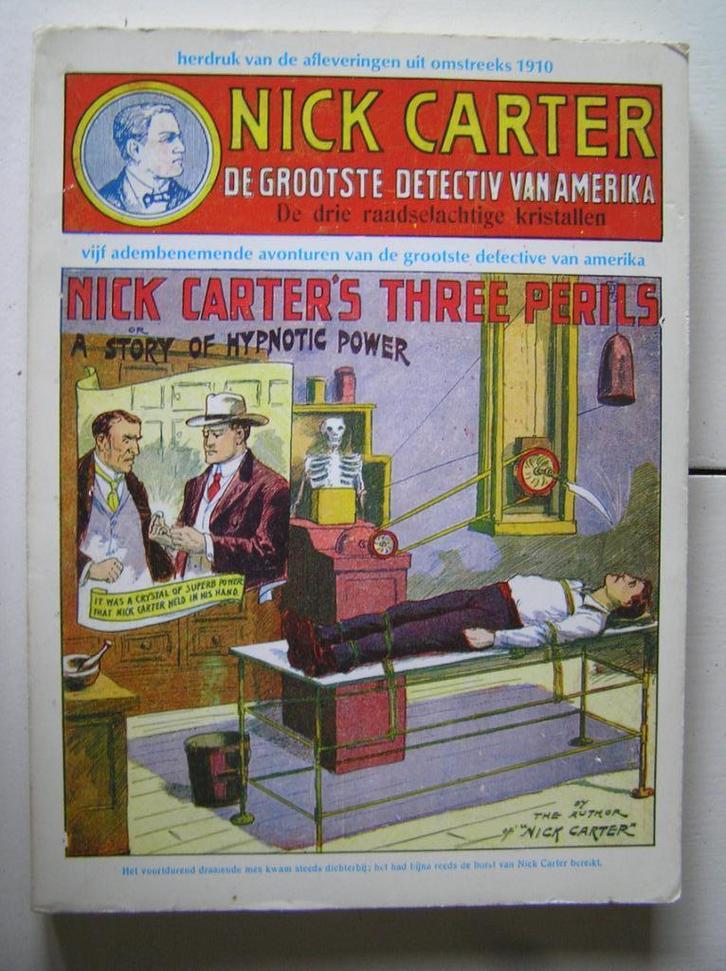 herdruk van de afleveringen uit omstreeks 1910
NICK CARTER
DE GROOTSTE DETECTIV VAN AMERIKA
De drie raadselachtige kristallen
vijf adembenemende avonturen van de grootste defective van amerika
NICK CARTER'S THREE PERILS
OR
A STORY OF HYPNOTIC POWER
IT WAS A CRYSTAL OF SUPERB POWER
THAT NICK CARTER HELD IN HIS HAND.
BY
THE AUTHOR
OF "NICK CARTER"
Het voortdurend draaiende mes kwam steeds dichterbij; het had bijna reeds de borst van Nick Carter bereikt.